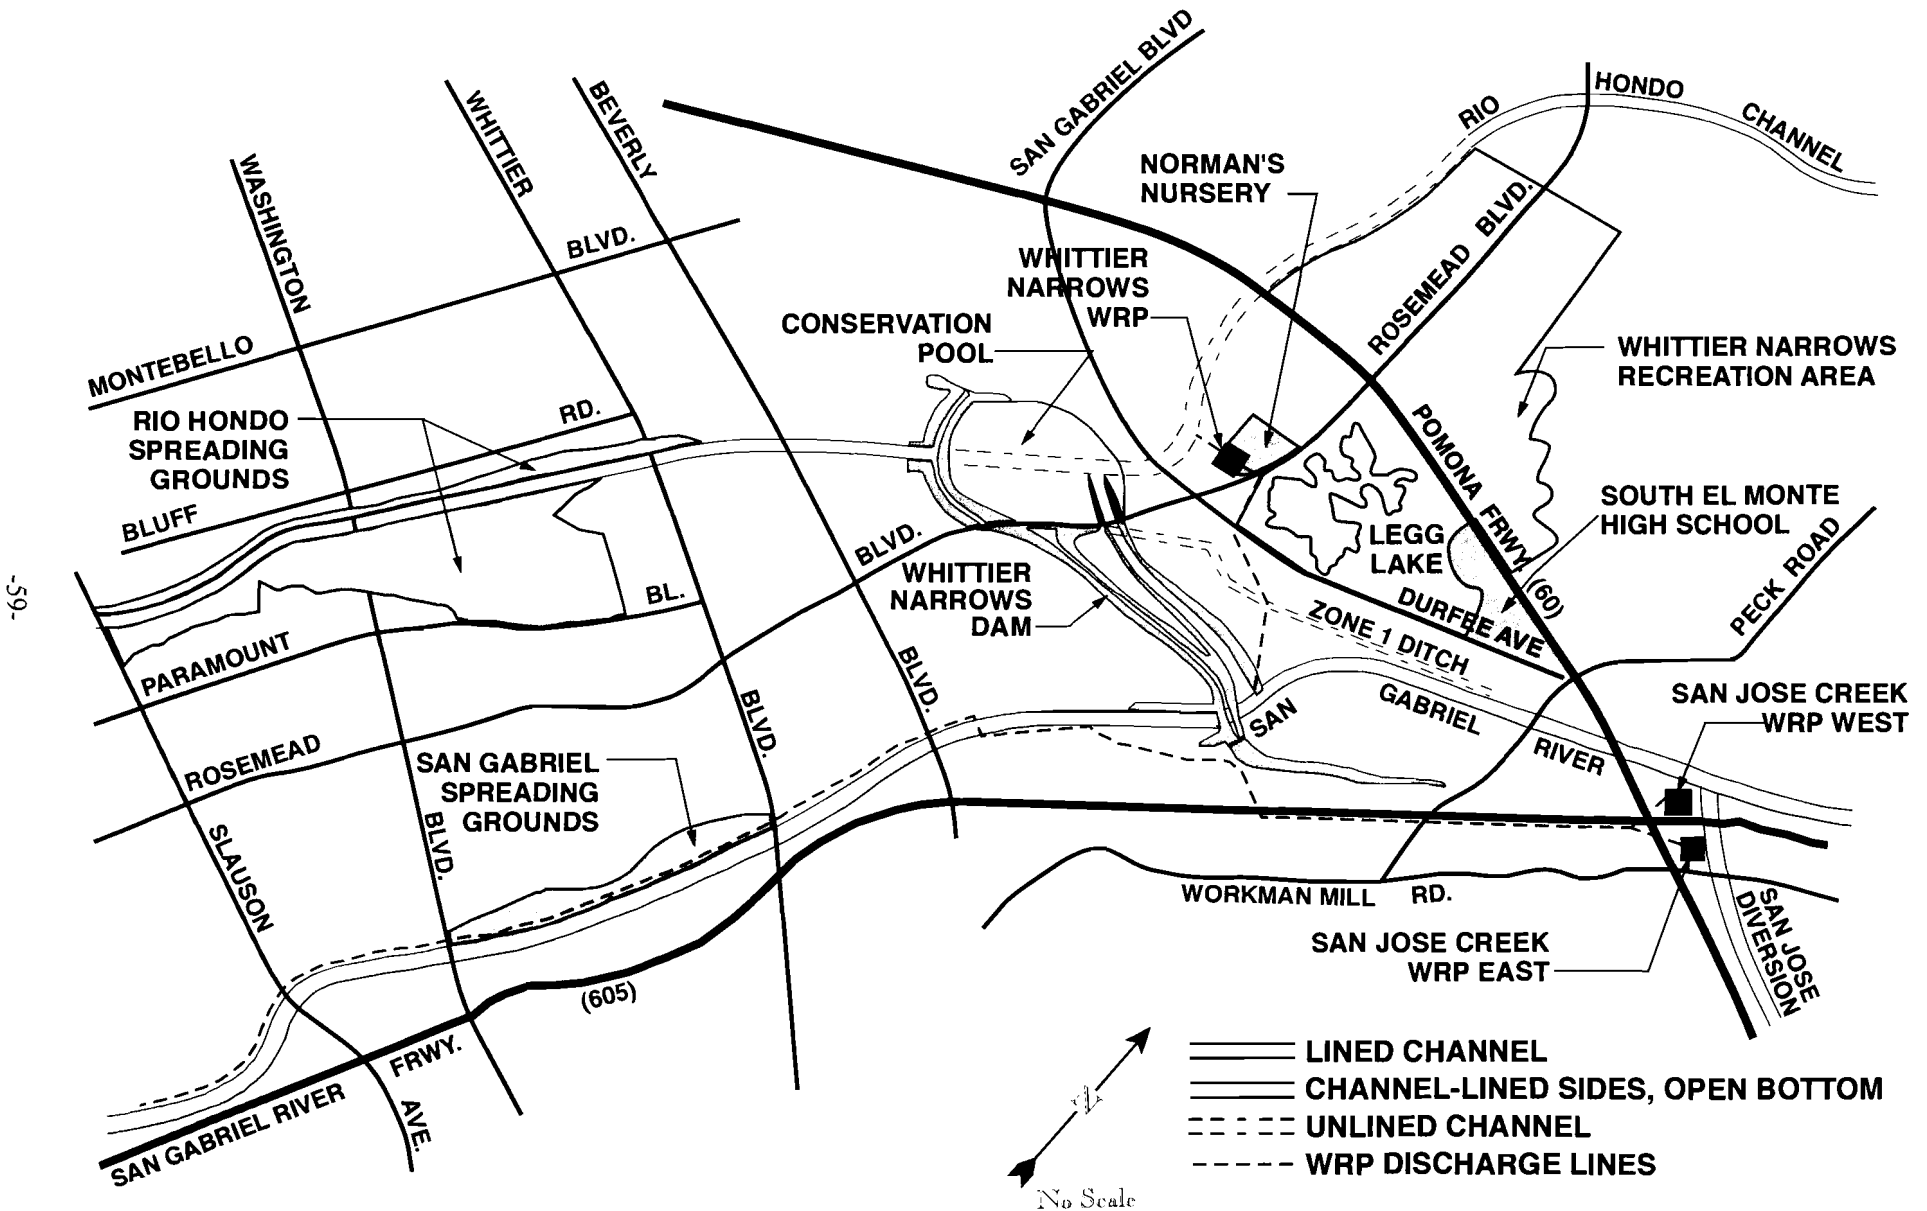 SAN GABRIEL BLVD
RIO
HONDO
CHANNEL
WHITTIER
BEVERLY
WASHINGTON
NORMAN'S
NURSERY
ROSEMEAD BLVD.
BLVD.
WHITTIER
NARROWS
WRP
MONTEBELLO
CONSERVATION
POOL
WHITTIER NARROWS
RECREATION AREA
RIO HONDO
SPREADING
GROUNDS
RD.
BLUFF
POMONA FRWY. (60)
SOUTH EL MONTE
HIGH SCHOOL
LEGG
LAKE
PECK ROAD
BLVD.
WHITTIER
NARROWS
DAM
BL.
-59-
DURFEE AVE
ZONE 1 DITCH
PARAMOUNT
BLVD.
BLVD.
SAN
GABRIEL
RIVER
SAN JOSE CREEK
WRP WEST
ROSEMEAD
SAN GABRIEL
SPREADING
GROUNDS
SLAUSON
BLVD.
WORKMAN MILL RD.
SAN JOSE
DIVERSION
SAN JOSE CREEK
WRP EAST
(605)
FRWY.
SAN GABRIEL RIVER
AVE.
N
No Scale
LINED CHANNEL
CHANNEL-LINED SIDES, OPEN BOTTOM
UNLINED CHANNEL
WRP DISCHARGE LINES